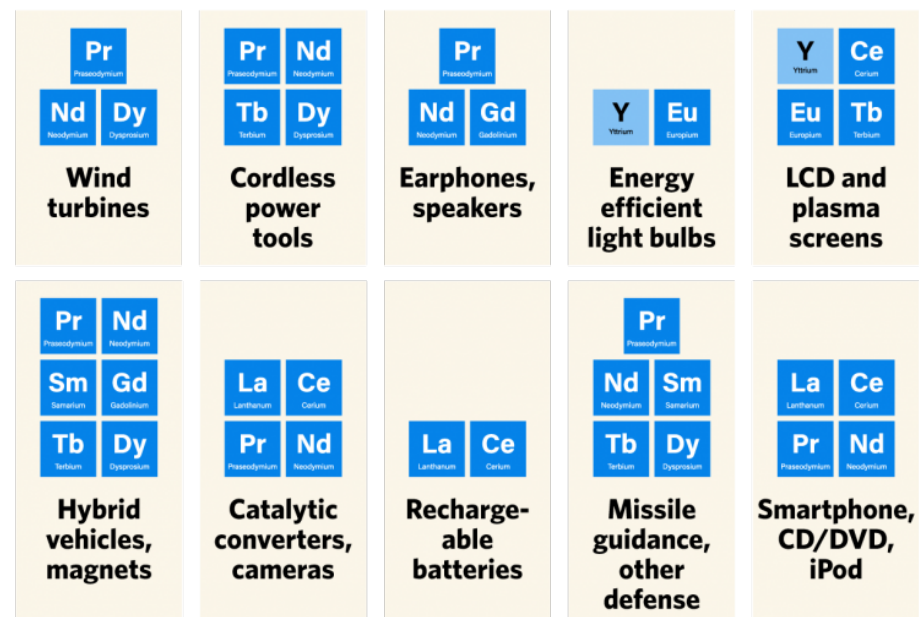 Pr
Praseodymium
Nd Dy
Neodymium Dysprosium
Wind
turbines
Pr Nd
Praseodymium Neodymium
Tb Dy
Terbium Dysprosium
Cordless
power
tools
Pr
Praseodymium
Nd Gd
Neodymium Gadolinium
Earphones,
speakers
Y Eu
Yttrium Europium
Energy
efficient
light bulbs
Y Ce
Yttrium Cerium
Eu Tb
Europium Terbium
LCD and
plasma
screens
Pr Nd
Praseodymium Neodymium
Sm Gd
Samarium Gadolinium
Tb Dy
Terbium Dysprosium
Hybrid
vehicles,
magnets
La Ce
Lanthanum Cerium
Pr Nd
Praseodymium Neodymium
Catalytic
converters,
cameras
La Ce
Lanthanum Cerium
Recharge-
able
batteries
Pr
Praseodymium
Nd Sm
Neodymium Samarium
Tb Dy
Terbium Dysprosium
Missile
guidance,
other
defense
La Ce
Lanthanum Cerium
Pr Nd
Praseodymium Neodymium
Smartphone,
CD/DVD,
iPod